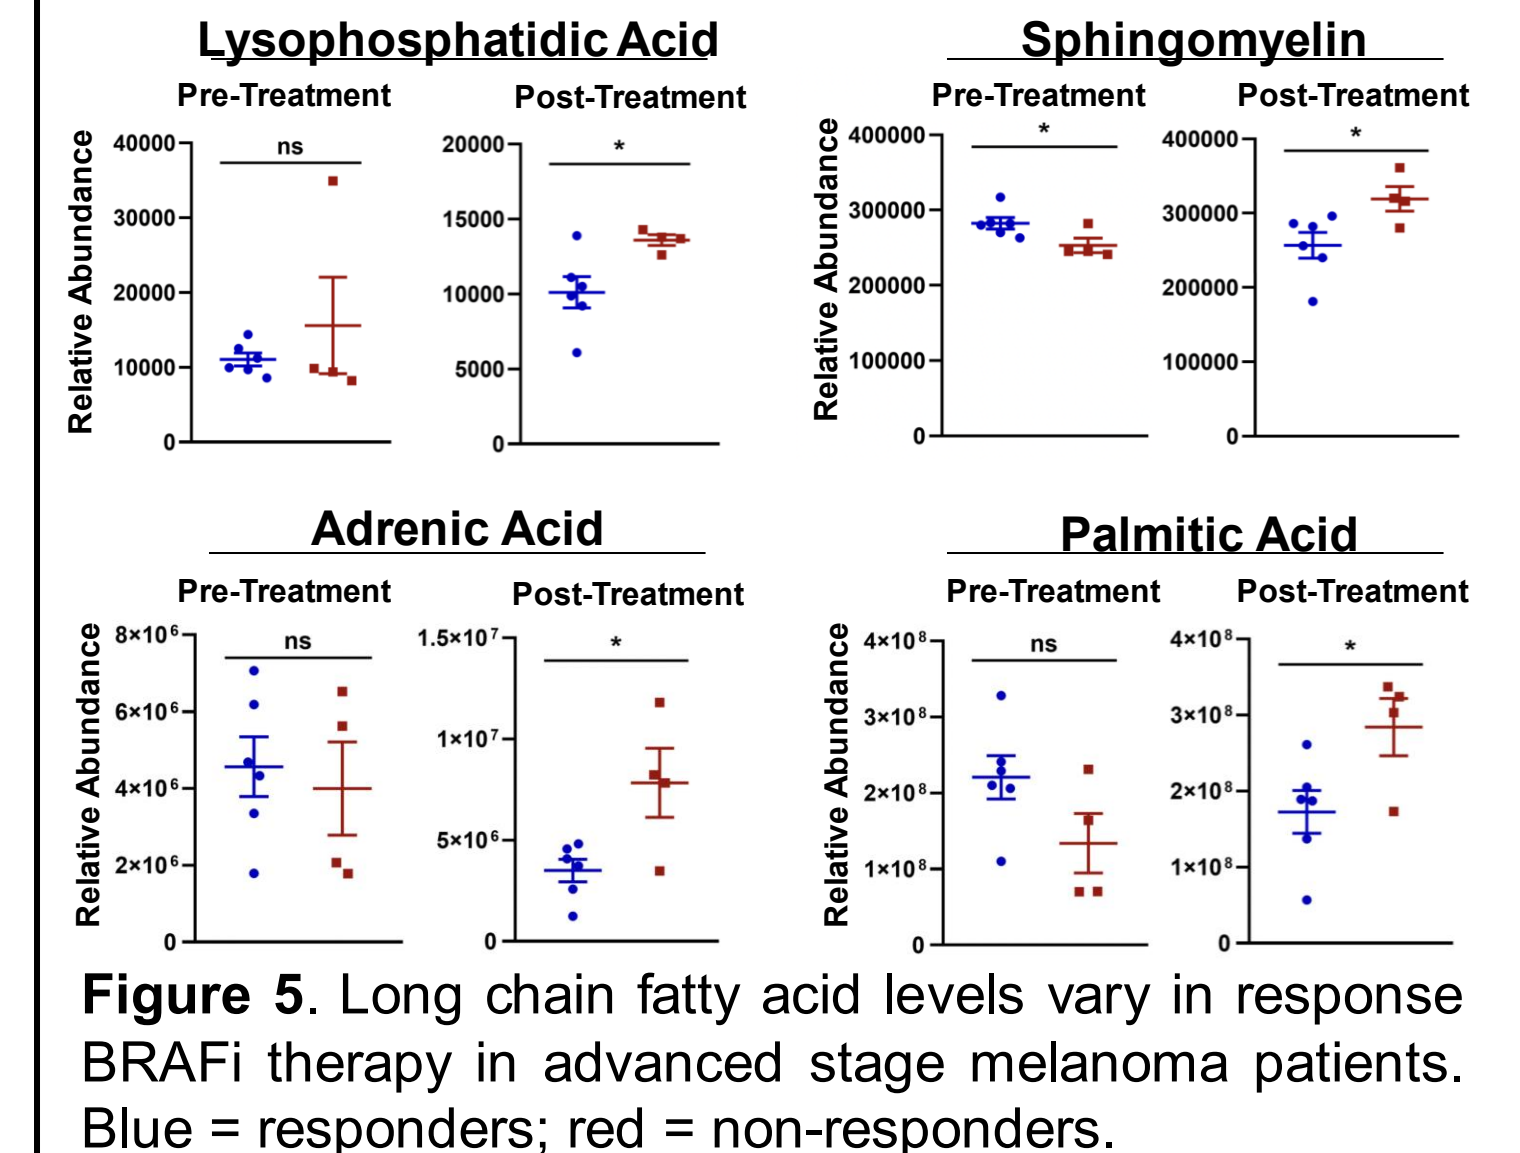 Lysophosphatidic Acid
Pre-Treatment
Post-Treatment
Relative Abundance
40000
30000
20000
10000
0
ns
20000
15000
10000
5000
0
*
Sphingomyelin
Pre-Treatment
Post-Treatment
Relative Abundance
400000
300000
200000
100000
0
*
400000
300000
200000
100000
0
*
Adrenic Acid
Pre-Treatment
Post-Treatment
Relative Abundance
8×10⁶
6×10⁶
4×10⁶
2×10⁶
0
ns
1.5×10⁷
1×10⁷
5×10⁶
0
*
Palmitic Acid
Pre-Treatment
Post-Treatment
Relative Abundance
4×10⁸
3×10⁸
2×10⁸
1×10⁸
0
ns
4×10⁸
3×10⁸
2×10⁸
1×10⁸
0
*
Figure 5. Long chain fatty acid levels vary in response
BRAFi therapy in advanced stage melanoma patients.
Blue = responders; red = non-responders.